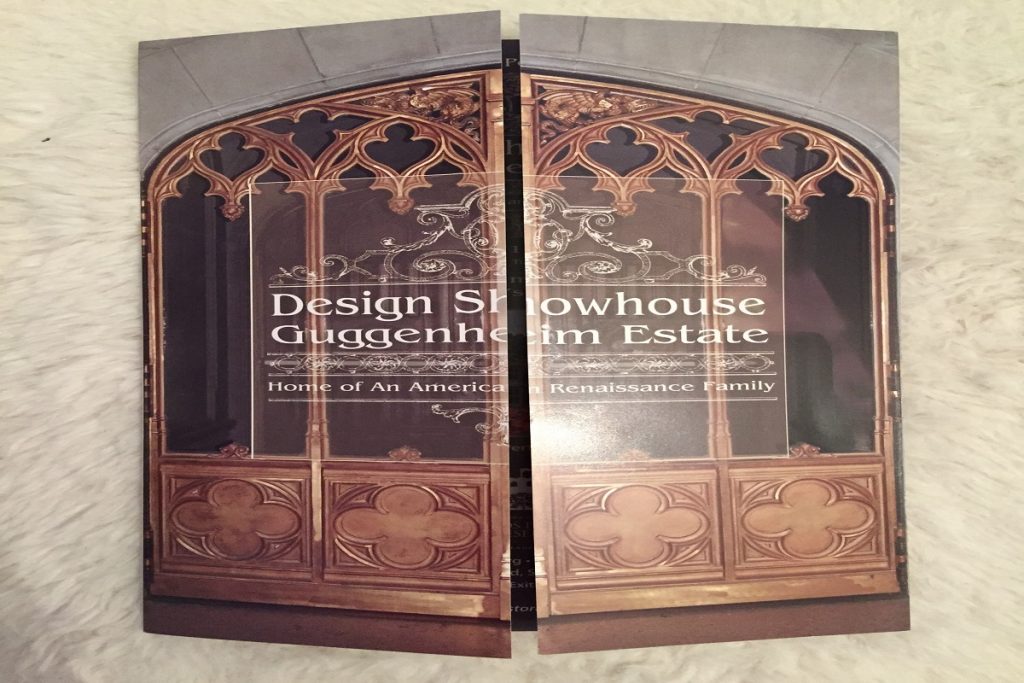 Design Showhouse
Guggenheim Estate
Home of An American Renaissance Family